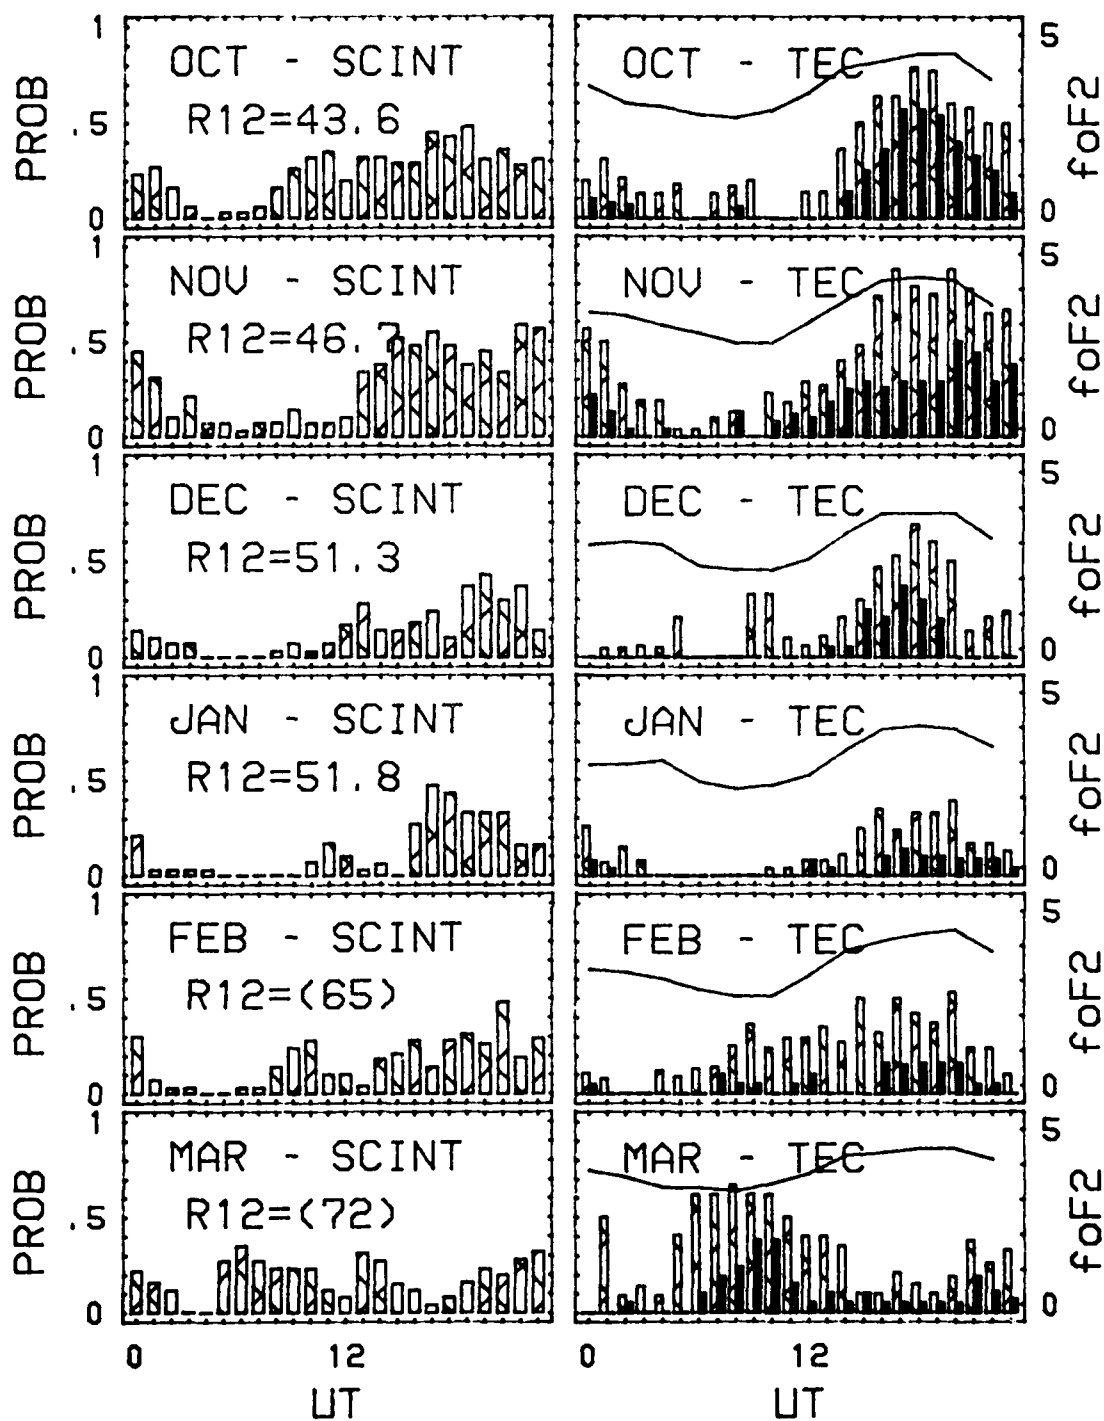 1
OCT - SCINT
R12=43.6
PROB
.5
0
OCT - TEC
5
foF2
0
1
NOV - SCINT
R12=46.7
PROB
.5
0
NOV - TEC
5
foF2
0
1
DEC - SCINT
R12=51.3
PROB
.5
0
DEC - TEC
5
foF2
0
1
JAN - SCINT
R12=51.8
PROB
.5
0
JAN - TEC
5
foF2
0
1
FEB - SCINT
R12=(65)
PROB
.5
0
FEB - TEC
5
foF2
0
1
MAR - SCINT
R12=(72)
PROB
.5
0
MAR - TEC
5
foF2
0
0 12
UT
0 12
UT